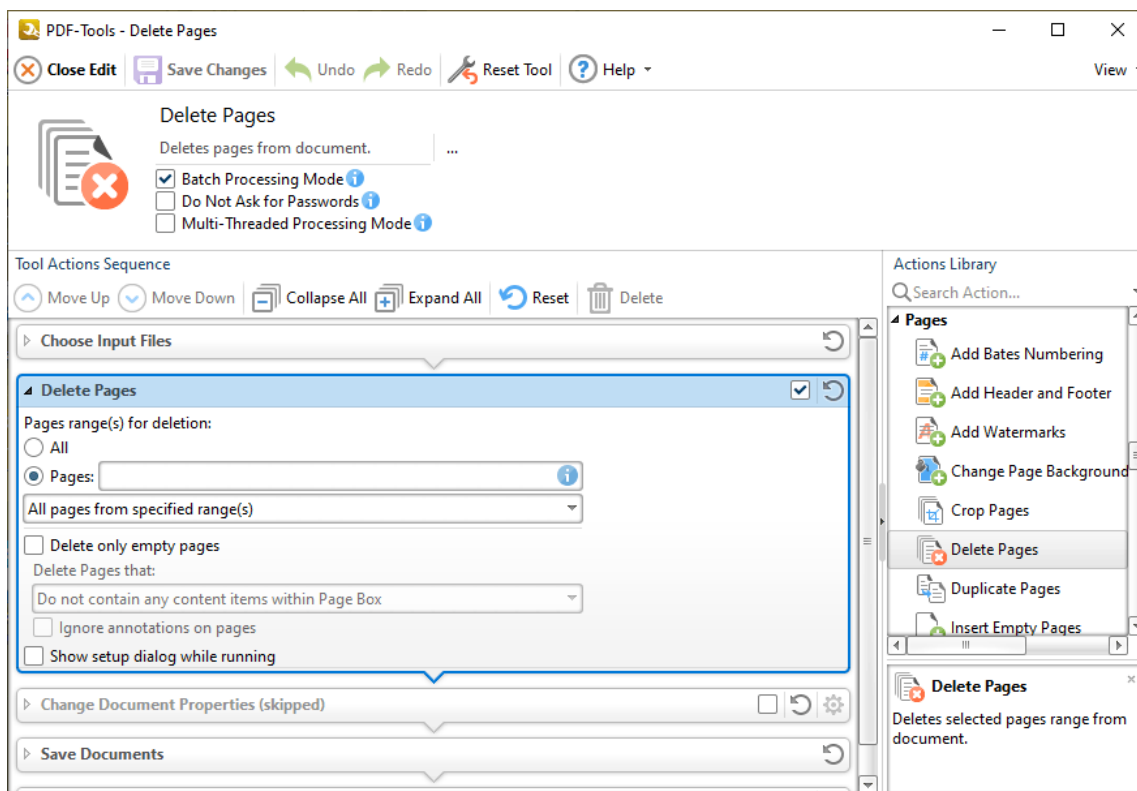 PDF-Tools - Delete Pages
Close Edit Save Changes Undo Redo Reset Tool ? Help View
Delete Pages
Deletes pages from document. ...
Batch Processing Mode i
Do Not Ask for Passwords i
Multi-Threaded Processing Mode i
Tool Actions Sequence
Move Up Move Down Collapse All Expand All Reset Delete
Choose Input Files
Delete Pages
Pages range(s) for deletion:
All
Pages: i
All pages from specified range(s)
Delete only empty pages
Delete Pages that:
Do not contain any content items within Page Box
Ignore annotations on pages
Show setup dialog while running
Change Document Properties (skipped)
Save Documents
Actions Library
Search Action...
Pages
Add Bates Numbering
Add Header and Footer
Add Watermarks
Change Page Background
Crop Pages
Delete Pages
Duplicate Pages
Insert Empty Pages
Delete Pages
Deletes selected pages range from
document.